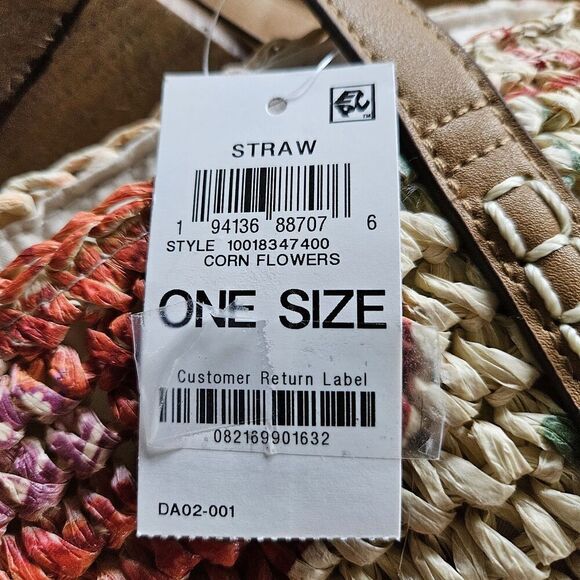 STRAW
1 94136 88707 6
STYLE 10018347400
CORN FLOWERS
ONE SIZE
Customer Return Label
082169901632
DA02-001